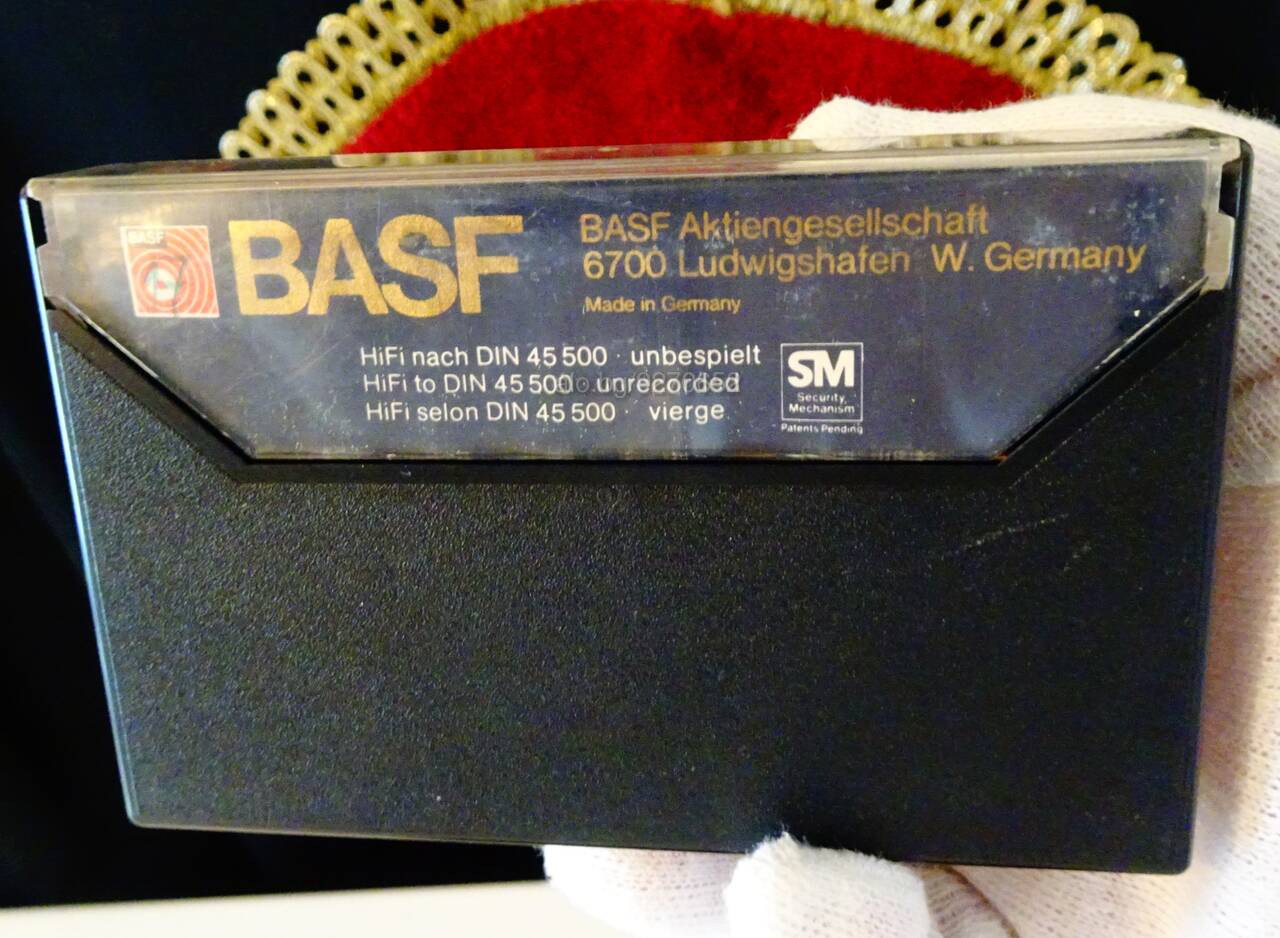 BASF
BASF
BASF Aktiengesellschaft
6700 Ludwigshafen W. Germany
Made in Germany
HiFi nach DIN 45 500 · unbespielt
HiFi to DIN 45 500 · unrecorded
HiFi selon DIN 45 500 · vierge
SM
Security
Mechanism
Patents Pending